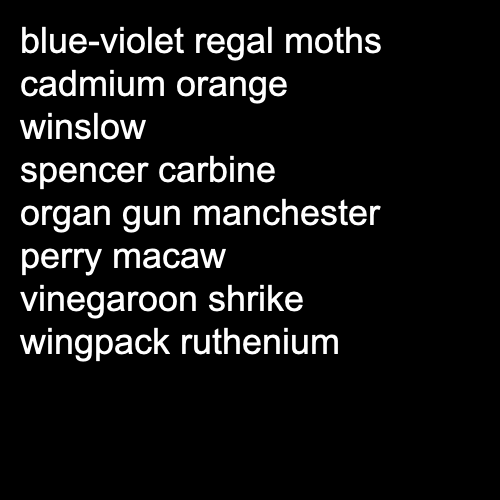 blue-violet regal moths
cadmium orange
winslow
spencer carbine
organ gun manchester
perry macaw
vinegaroon shrike
wingpack ruthenium